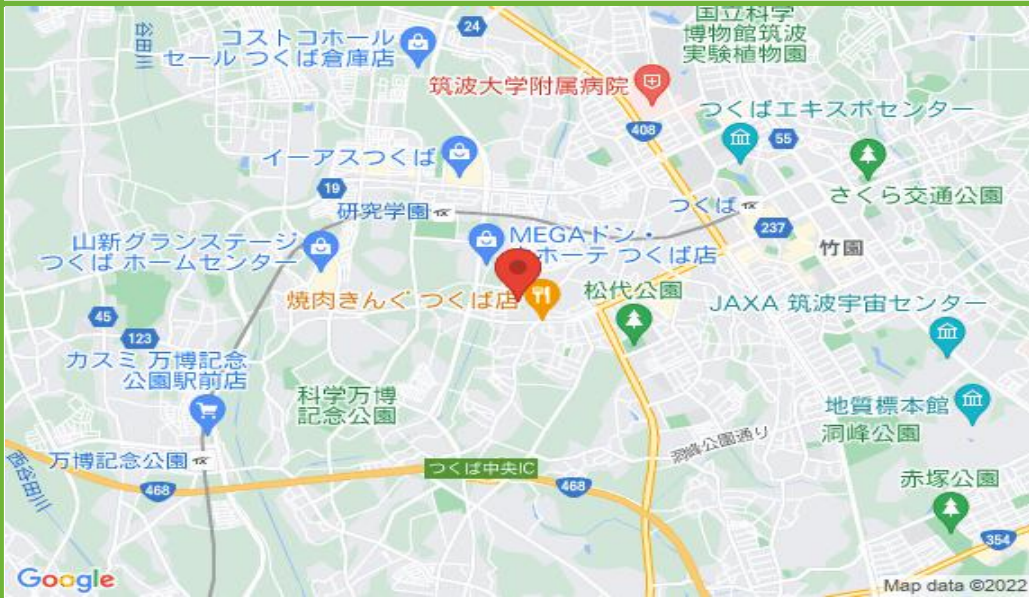 国立科学
博物館筑波
実験植物園
谷田川
24
コストコホール
セール つくば倉庫店
筑波大学附属病院
408
つくばエキスポセンター
55
イーアスつくば
さくら交通公園
19
研究学園
つくば
237
竹園
山新グランステージ
つくば ホームセンター
MEGAドン・
ホーテ つくば店
焼肉きんぐ つくば店
松代公園
JAXA 筑波宇宙センター
45
123
カスミ 万博記念
公園駅前店
科学万博
記念公園
地質標本館
洞峰公園
洞峰公園通り
万博記念公園
西谷田川
468
つくば中央IC
468
赤塚公園
354
Google
Map data ©2022